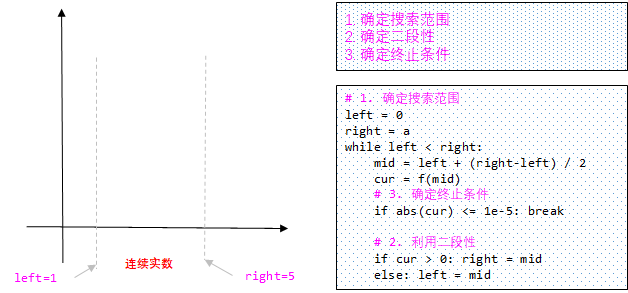 1. 确定搜索范围
2. 确定二段性
3. 确定终止条件
# 1. 确定搜索范围
left = 0
right = a
while left < right:
    mid = left + (right-left) / 2
    cur = f(mid)
    # 3. 确定终止条件
    if abs(cur) <= 1e-5: break
    # 2. 利用二段性
    if cur > 0: right = mid
    else: left = mid
left=1
连续实数
right=5